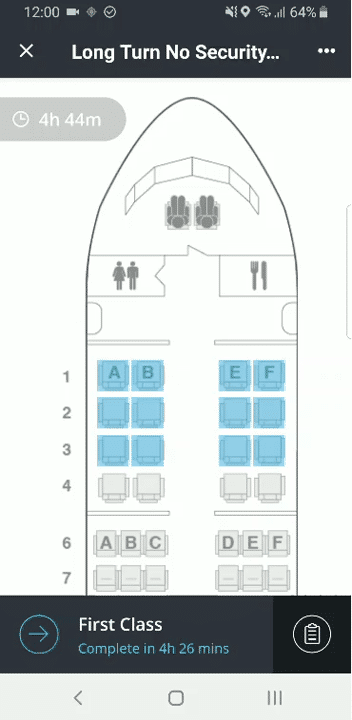 12:00 64%
Long Turn No Security...
4h 44m
1 A B E F
2
3
4
6 A B C D E F
7
First Class
Complete in 4h 26 mins